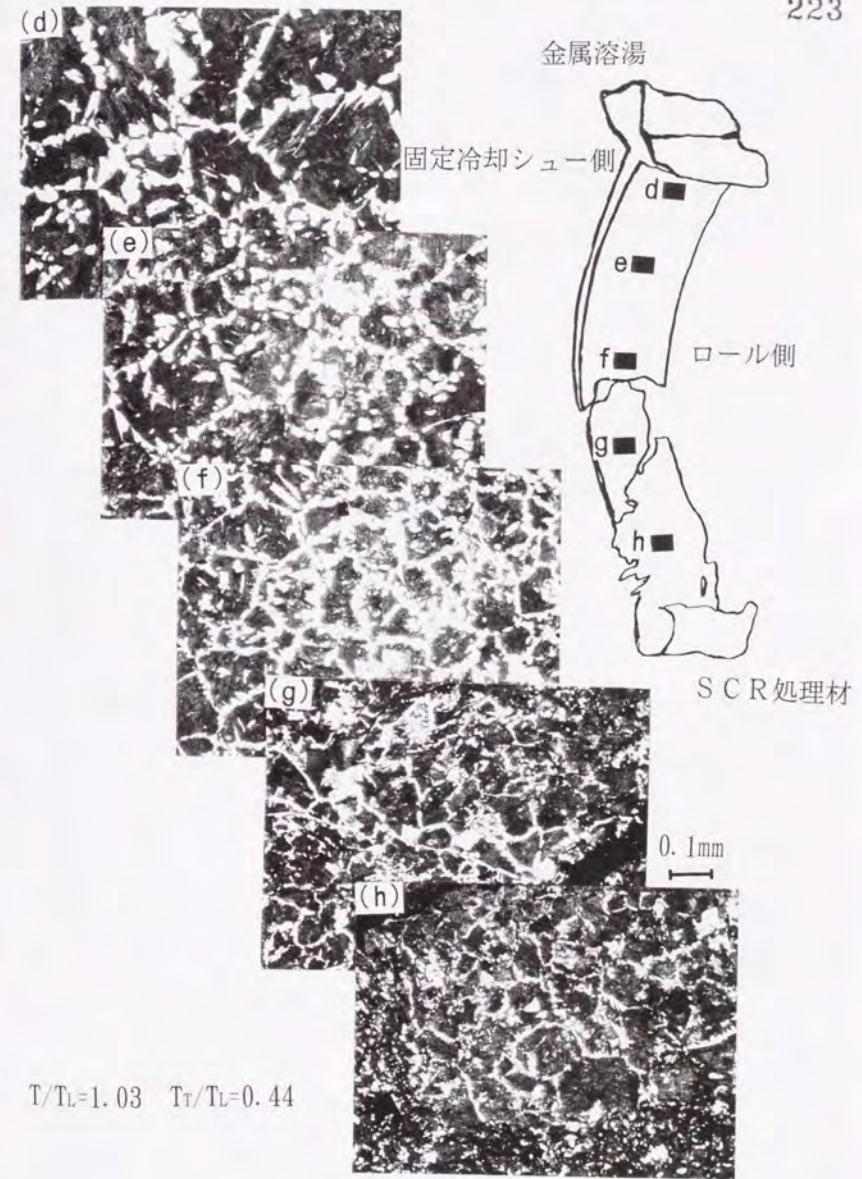 223
(d)
金属溶湯
固定冷却シュー側
d
(e)
e
f
ロール側
(f)
g
h
(g)
SCR処理材
0.1mm
(h)
T/TL=1.03 TT/TL=0.44